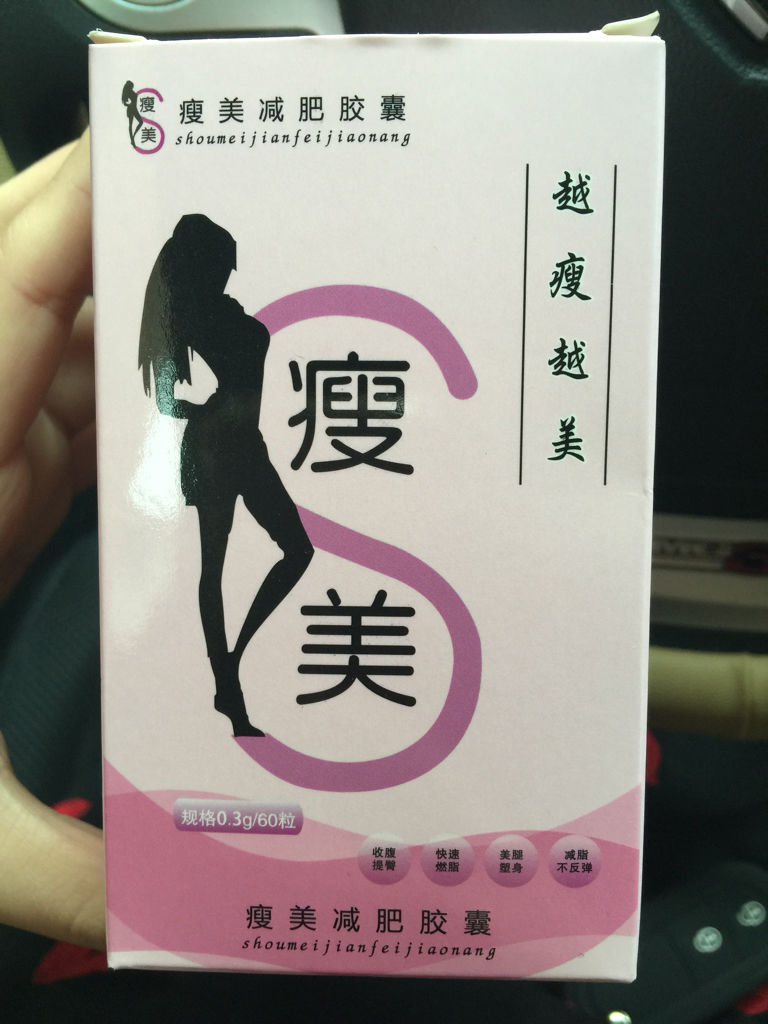 瘦
美
瘦美减肥胶囊
shoumeijianfeijiaonang
越瘦越美
瘦
美
规格0.3g/60粒
收腹
提臀
快速
燃脂
美腿
塑身
减脂
不反弹
瘦美减肥胶囊
shoumeijianfeijiaonang